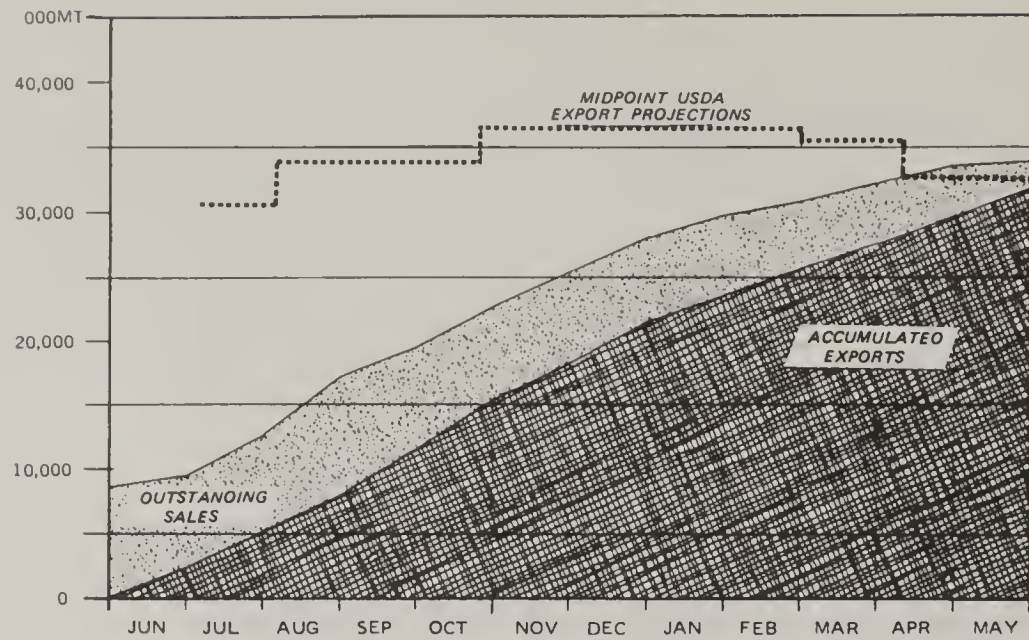 000MT
40,000
MIDPOINT USDA
EXPORT PROJECTIONS
30,000
20,000
ACCUMULATEO
EXPORTS
10,000
OUTSTANOING
SALES
0
JUN JUL AUG SEP OCT NOV DEC JAN FEB MAR APR MAY